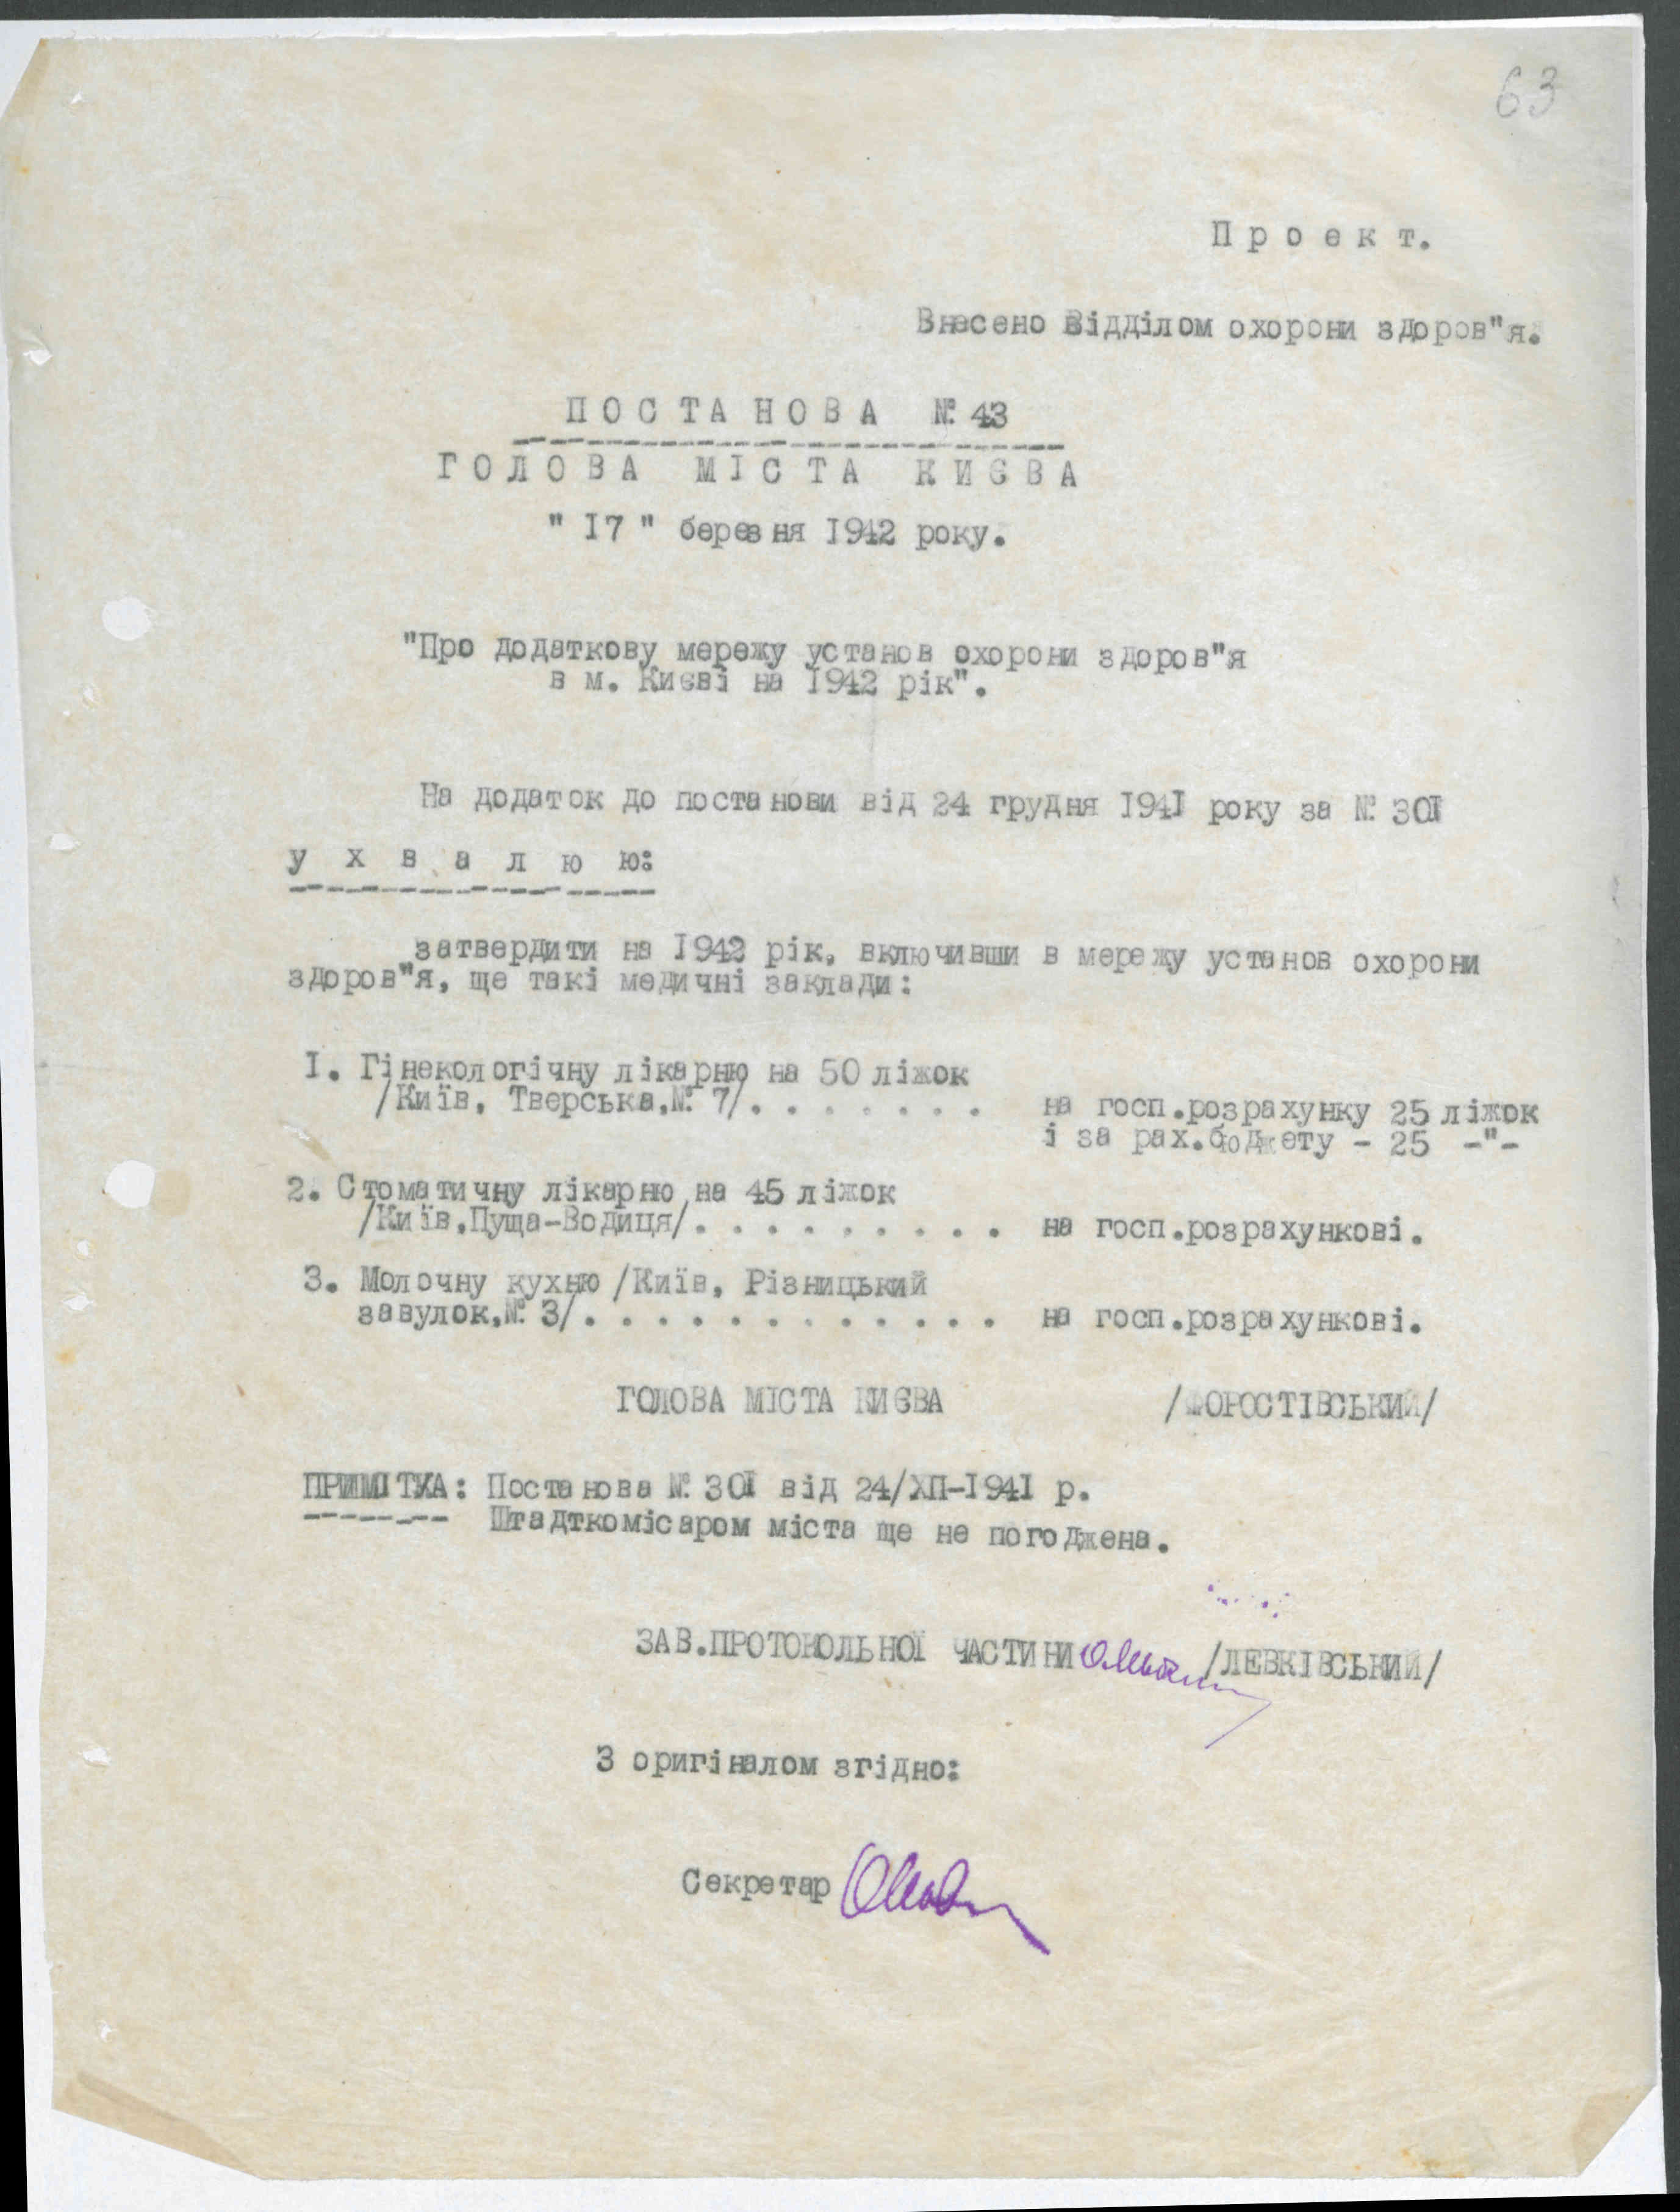 63
Проект.
Внесено Відділом охорони здоров"я.
ПОСТАНОВА № 43
ГОЛОВА МІСТА КИЄВА
" 17 " березня 1942 року.
"Про додаткову мережу установ охорони здоров"я
в м. Києві на 1942 рік".
На додаток до постанови від 24 грудня 1941 року за № 301
ухвалюю:
затвердити на 1942 рік, включивши в мережу установ охорони
здоров"я, ще такі медичні заклади:
1. Гінекологічну лікарню на 50 ліжок
/Київ, Тверська,№ 7/. . . . . . . на госп.розрахунку 25 ліжок
і за рах.бюджету - 25 -"-
2. Стоматичну лікарню на 45 ліжок
/Київ,Пуща-Водиця/. . . . . . . . . на госп.розрахункові.
3. Молочну кухню /Київ, Різницький
завулок,№ 3/. . . . . . . . . . . . на госп.розрахункові.
ГОЛОВА МІСТА КИЄВА /ФОРОСТІВСЬКИЙ/
ПРИМІТКА: Постанова № 301 від 24/ХП-1941 р.
Штадткомісаром міста ще не погоджена.
ЗАВ.ПРОТОКОЛЬНОЇ ЧАСТИНИ /ЛЕВКІВСЬКИЙ/
З оригіналом згідно:
Секретар